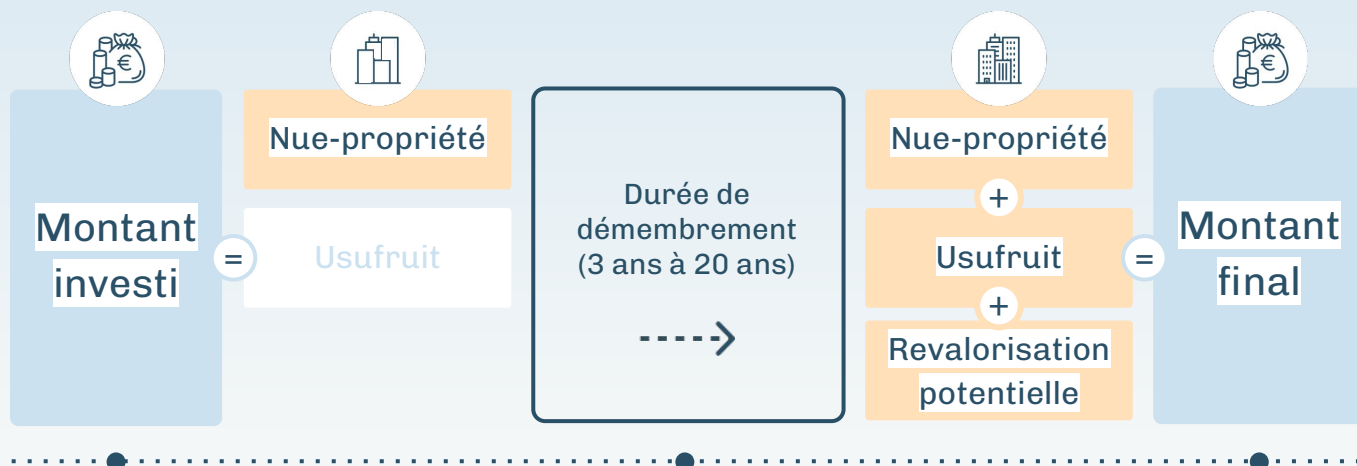 Montant
investi
=
Nue-propriété
Usufruit
Durée de
démembrement
(3 ans à 20 ans)
Nue-propriété
+
Usufruit
+
Revalorisation
potentielle
=
Montant
final